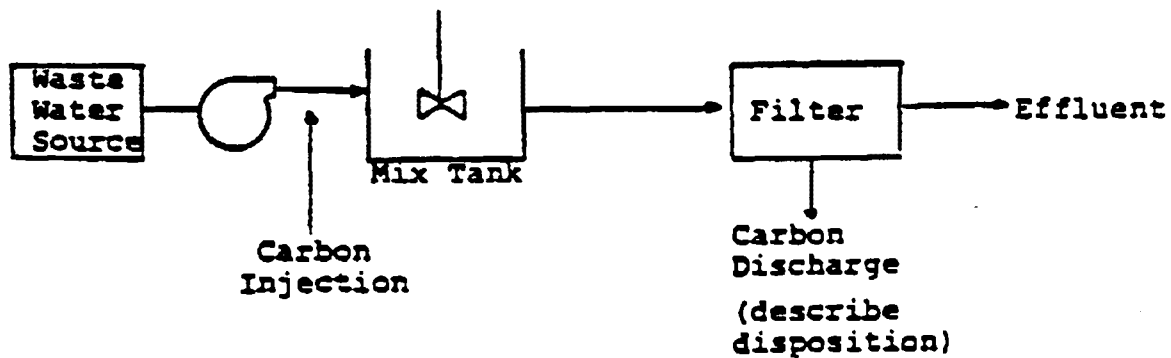 Waste
Water
Source
Mix Tank
Carbon
Injection
Filter
Effluent
Carbon
Discharge
(describe
disposition)